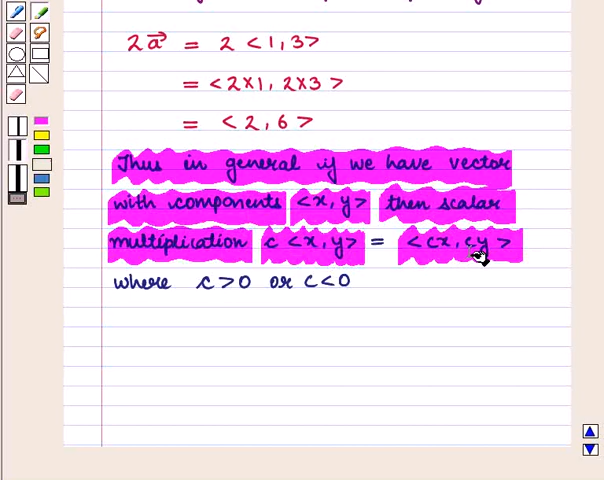 2a⃗ = 2 <1,3>
= <2×1, 2×3>
= <2,6>
Thus in general if we have vector
with components <x,y> then scalar
multiplication c <x,y> = <cx, cy>
where c>0 or c<0